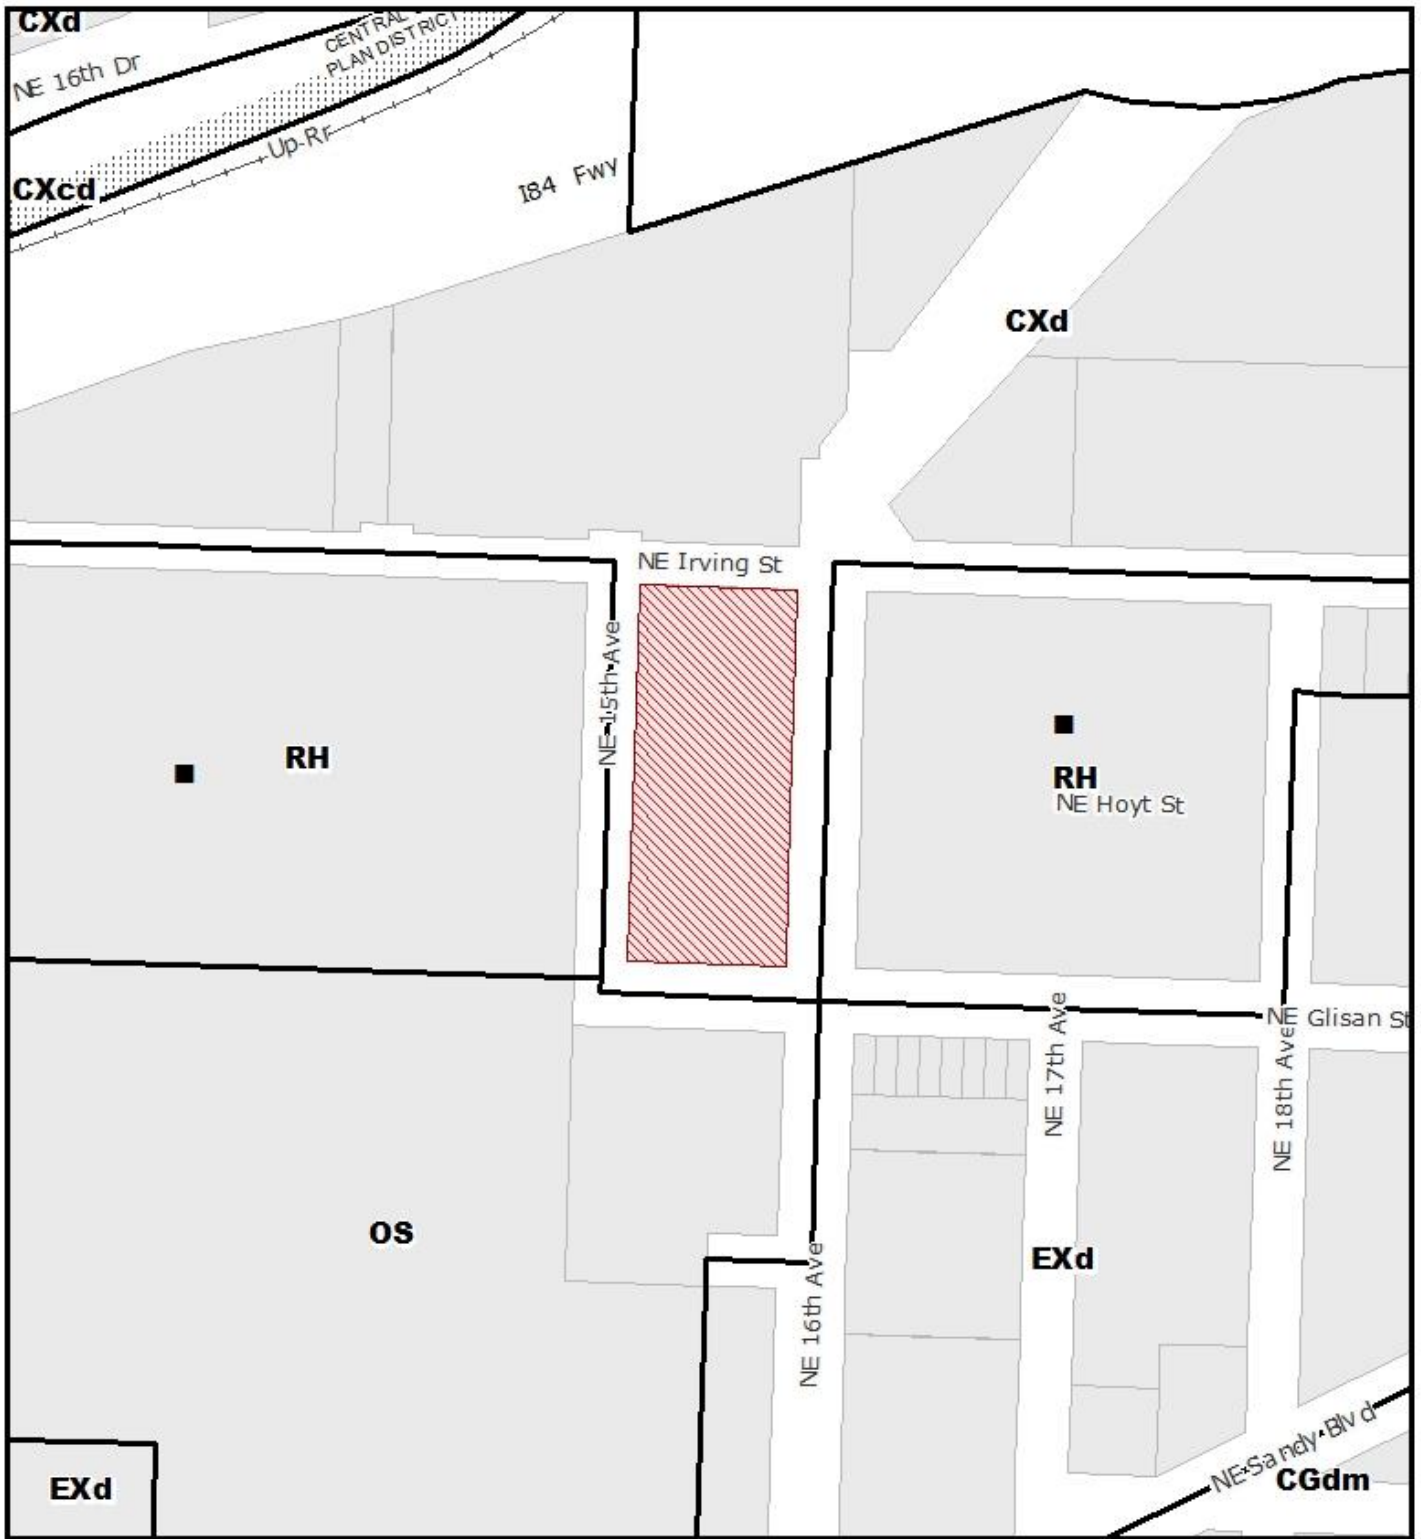 CXd
CENTRAL
PLAN DISTRICT
NE 16th Dr
Up Rr
I84 Fwy
CXcd
CXd
NE Irving St
NE 15th Ave
RH
RH
NE Hoyt St
NE Glisan St
NE 17th Ave
NE 18th Ave
OS
EXd
NE 16th Ave
NE Sandy Blvd
CGdm
EXd